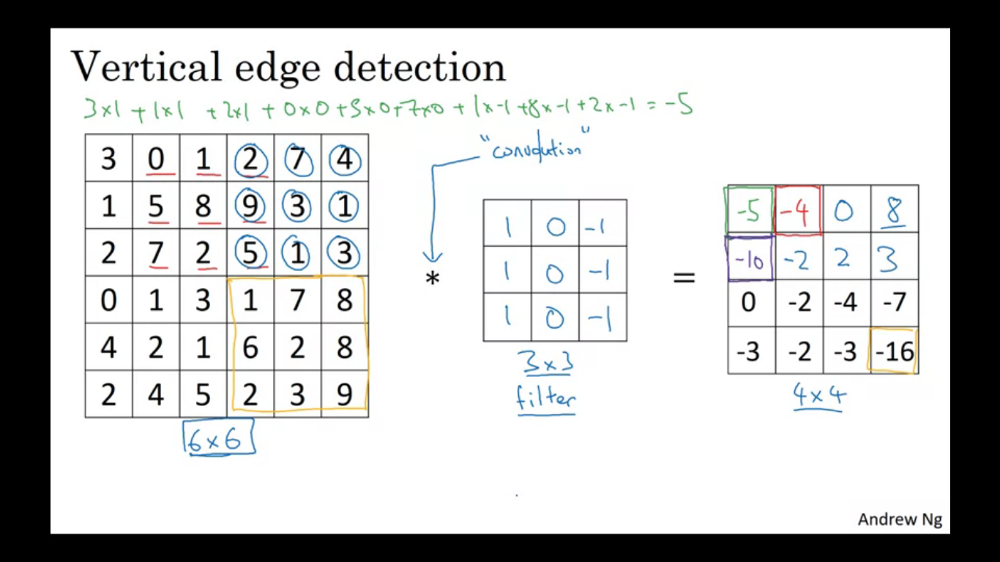 Vertical edge detection
3x1 + 1x1 + 2x1 + 0x0 + 5x0 + 7x0 + 1x-1 + 8x-1 + 2x-1 = -5
"convolution"
3 0 1 2 7 4
1 5 8 9 3 1
2 7 2 5 1 3
0 1 3 1 7 8
4 2 1 6 2 8
2 4 5 2 3 9
6x6
*
1 0 -1
1 0 -1
1 0 -1
3x3
filter
=
-5 -4 0 8
-10 -2 2 3
0 -2 -4 -7
-3 -2 -3 -16
4x4
Andrew Ng